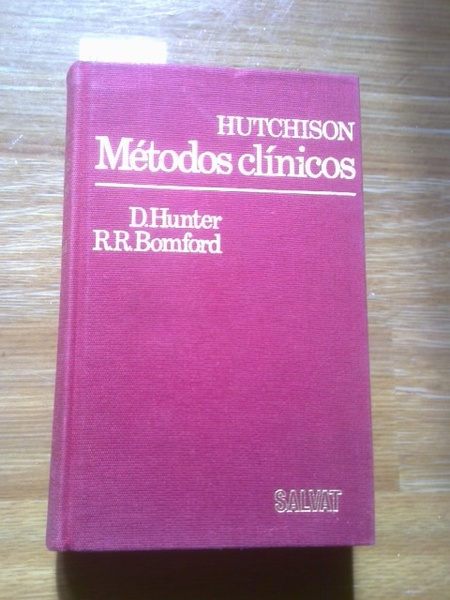 HUTCHISON
Métodos clínicos
D.Hunter
R.R.Bomford
SALVAT